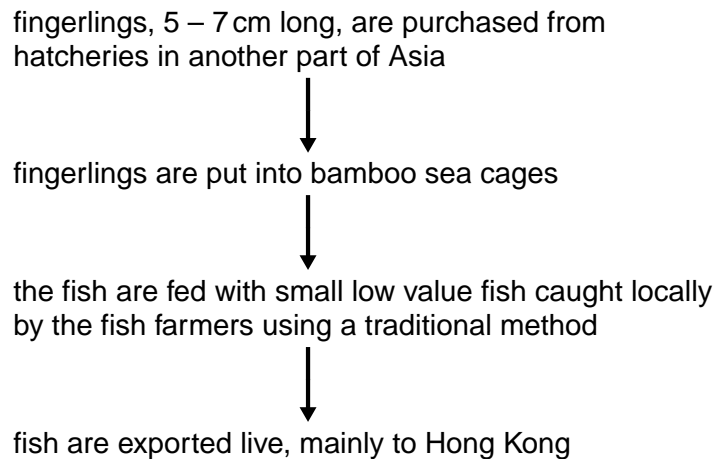 fingerlings, 5 – 7 cm long, are purchased from
hatcheries in another part of Asia
fingerlings are put into bamboo sea cages
the fish are fed with small low value fish caught locally
by the fish farmers using a traditional method
fish are exported live, mainly to Hong Kong